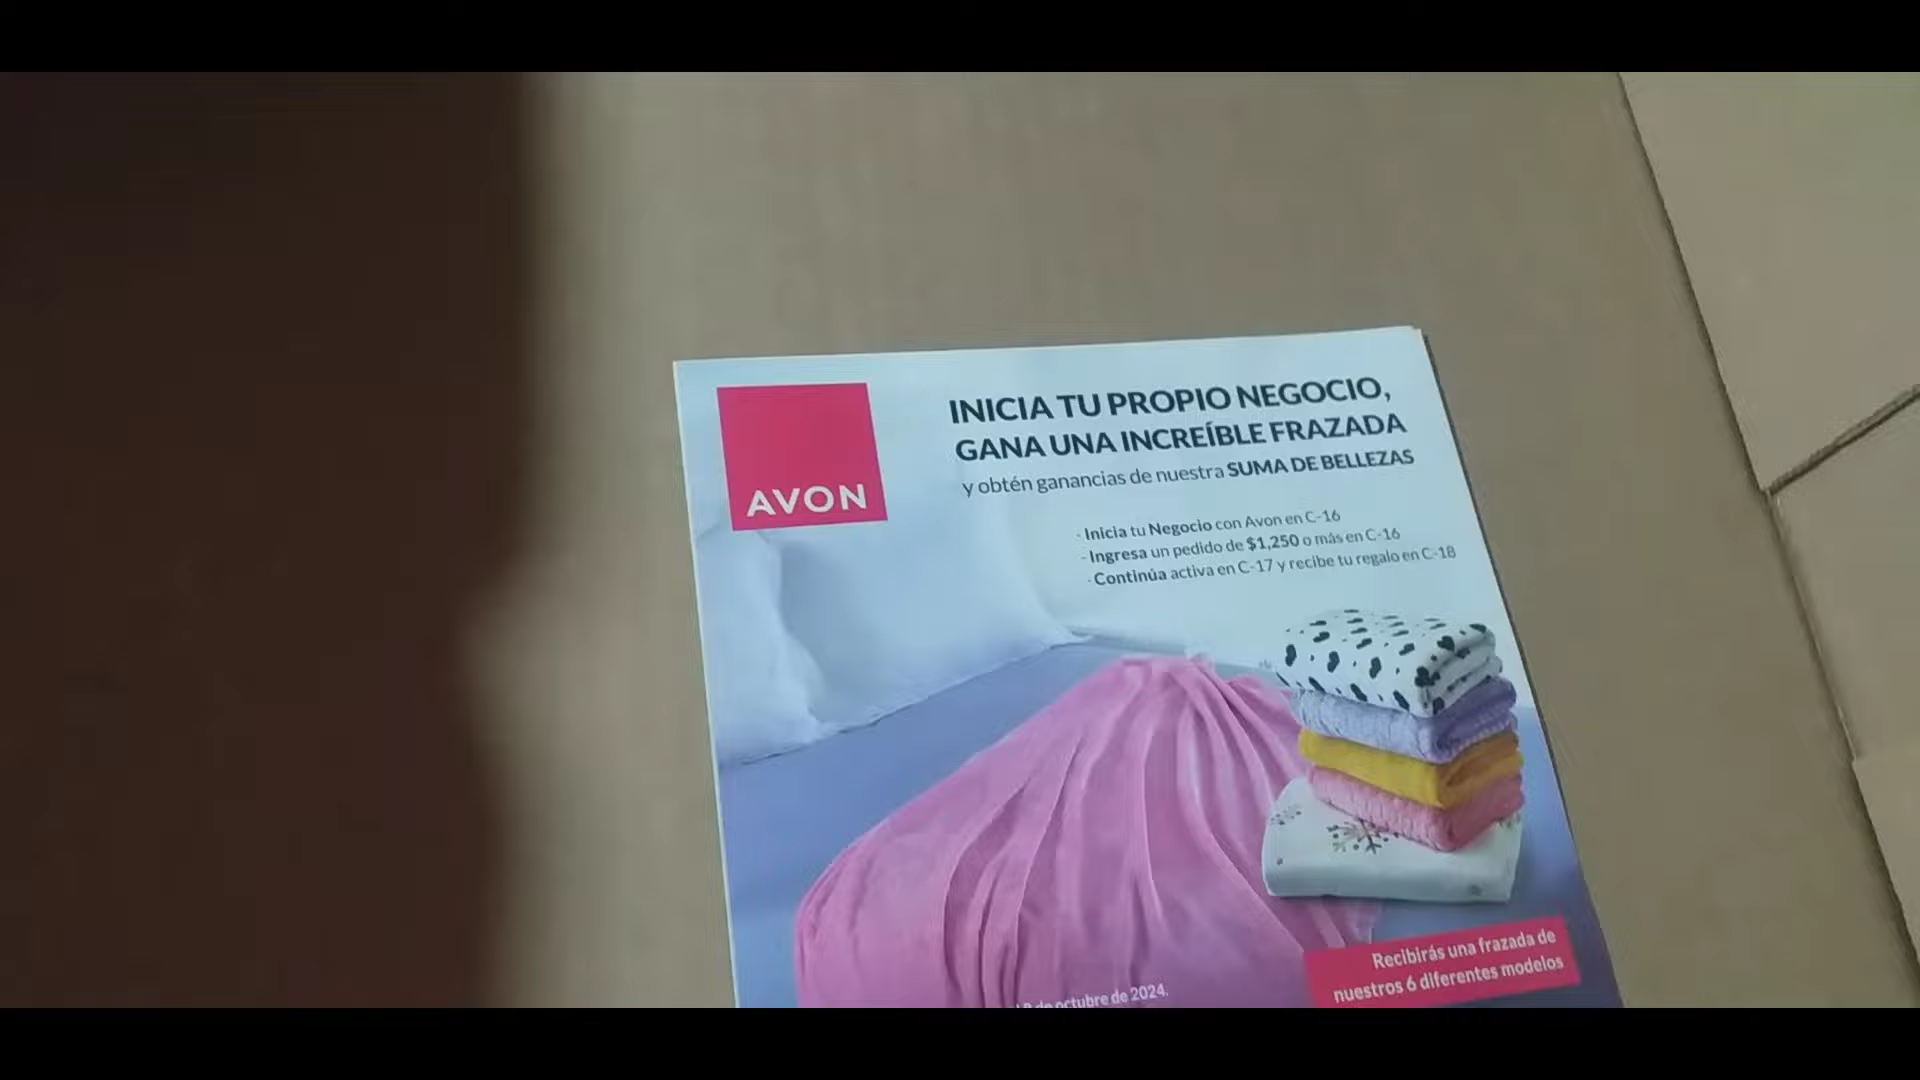 AVON
INICIA TU PROPIO NEGOCIO,
GANA UNA INCREÍBLE FRAZADA
y obtén ganancias de nuestra SUMA DE BELLEZAS
- Inicia tu Negocio con Avon en C-16
- Ingresa un pedido de $1,250 o más en C-16
- Continúa activa en C-17 y recibe tu regalo en C-18
Recibirás una frazada de
nuestros 6 diferentes modelos
de octubre de 2024.